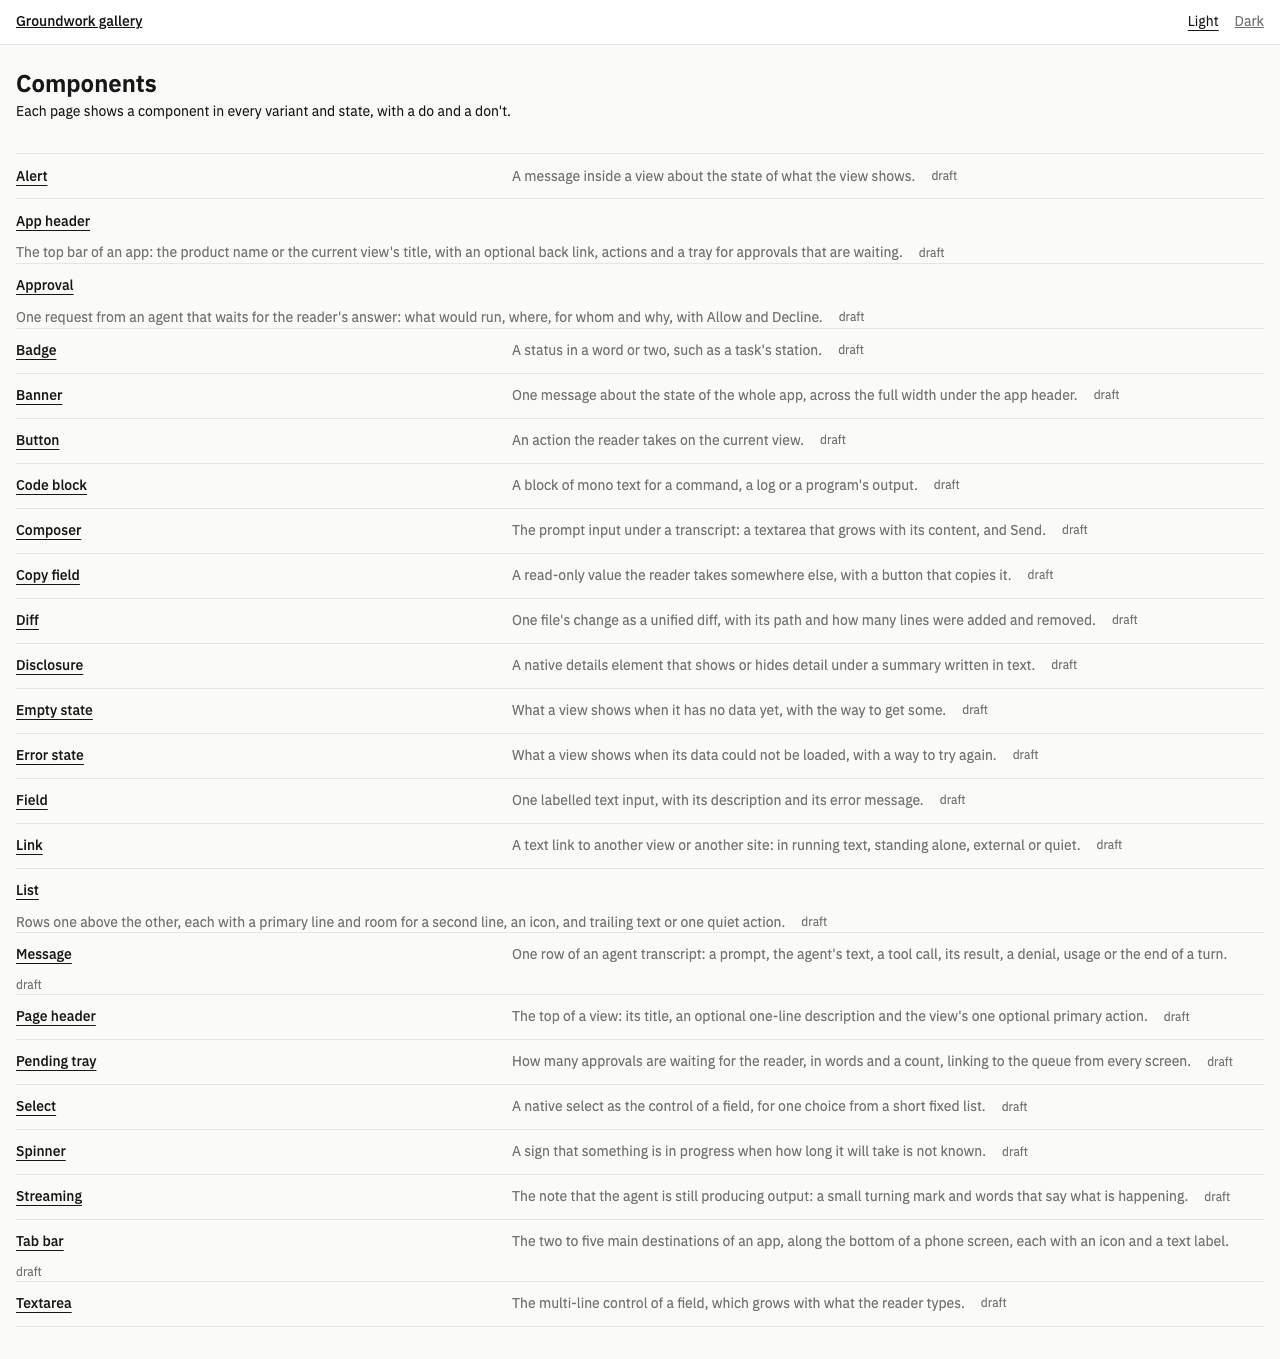 Groundwork gallery Light Dark
Components
Each page shows a component in every variant and state, with a do and a don't.
Alert A message inside a view about the state of what the view shows. draft
App header
The top bar of an app: the product name or the current view's title, with an optional back link, actions and a tray for approvals that are waiting. draft
Approval
One request from an agent that waits for the reader's answer: what would run, where, for whom and why, with Allow and Decline. draft
Badge A status in a word or two, such as a task's station. draft
Banner One message about the state of the whole app, across the full width under the app header. draft
Button An action the reader takes on the current view. draft
Code block A block of mono text for a command, a log or a program's output. draft
Composer The prompt input under a transcript: a textarea that grows with its content, and Send. draft
Copy field A read-only value the reader takes somewhere else, with a button that copies it. draft
Diff One file's change as a unified diff, with its path and how many lines were added and removed. draft
Disclosure A native details element that shows or hides detail under a summary written in text. draft
Empty state What a view shows when it has no data yet, with the way to get some. draft
Error state What a view shows when its data could not be loaded, with a way to try again. draft
Field One labelled text input, with its description and its error message. draft
Link A text link to another view or another site: in running text, standing alone, external or quiet. draft
List
Rows one above the other, each with a primary line and room for a second line, an icon, and trailing text or one quiet action. draft
Message One row of an agent transcript: a prompt, the agent's text, a tool call, its result, a denial, usage or the end of a turn.
draft
Page header The top of a view: its title, an optional one-line description and the view's one optional primary action. draft
Pending tray How many approvals are waiting for the reader, in words and a count, linking to the queue from every screen. draft
Select A native select as the control of a field, for one choice from a short fixed list. draft
Spinner A sign that something is in progress when how long it will take is not known. draft
Streaming The note that the agent is still producing output: a small turning mark and words that say what is happening. draft
Tab bar The two to five main destinations of an app, along the bottom of a phone screen, each with an icon and a text label.
draft
Textarea The multi-line control of a field, which grows with what the reader types. draft